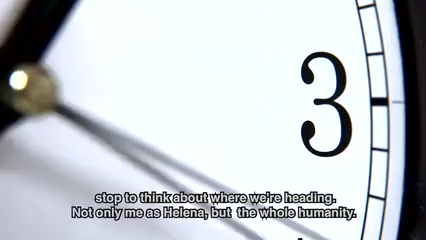 3
stop to think about where we're heading.
Not only me as Helena, but the whole humanity.